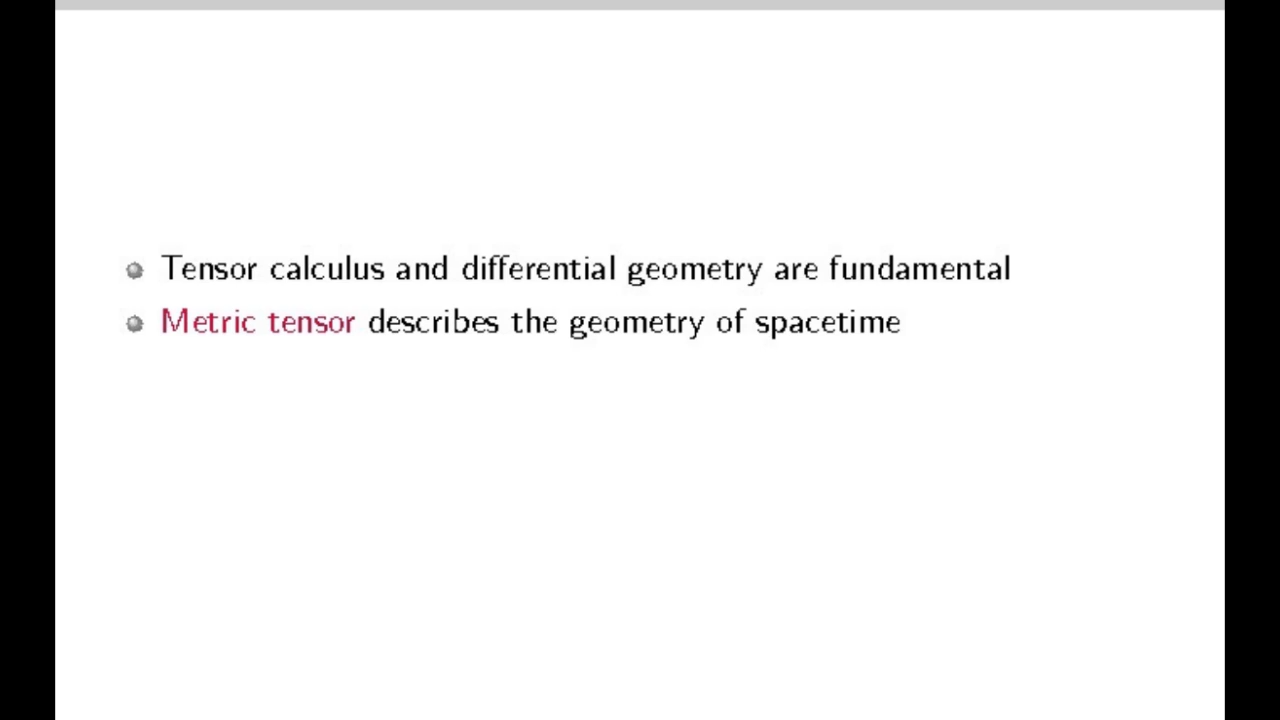 Tensor calculus and differential geometry are fundamental
Metric tensor describes the geometry of spacetime